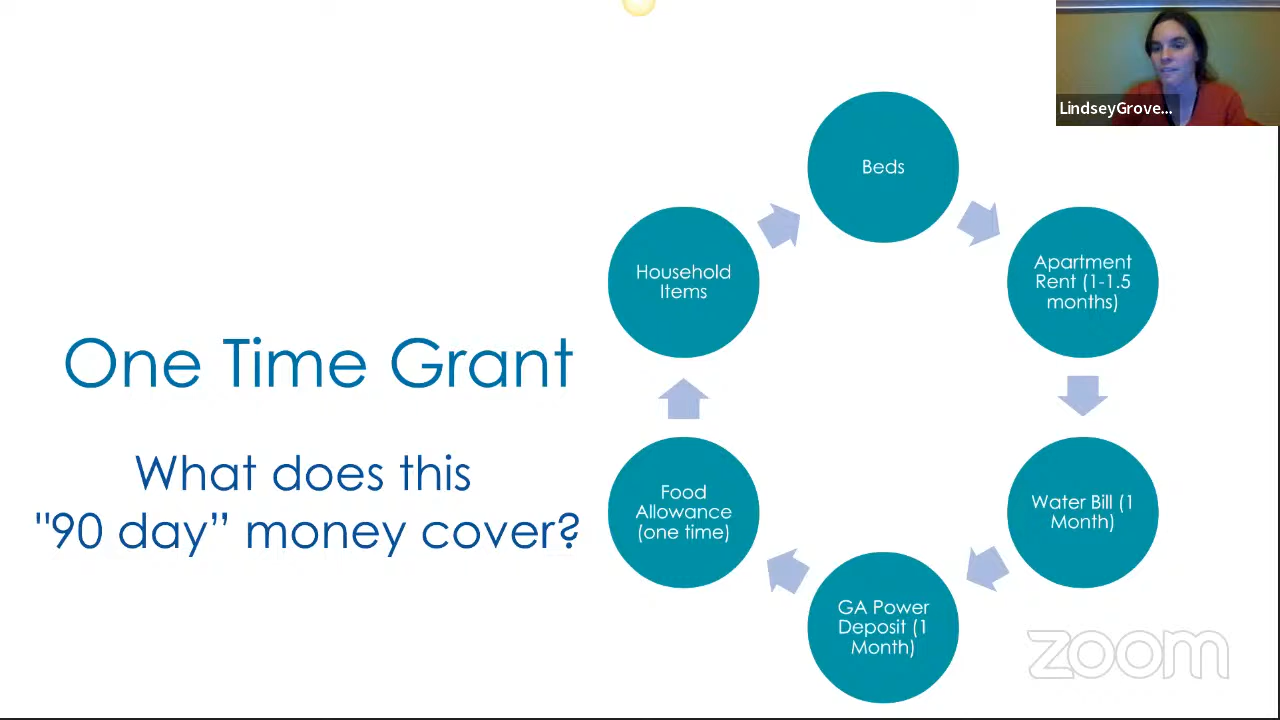 LindseyGrove...
One Time Grant
What does this
"90 day” money cover?
Beds
Apartment
Rent (1-1.5
months)
Water Bill (1
Month)
GA Power
Deposit (1
Month)
Food
Allowance
(one time)
Household
Items
zoom